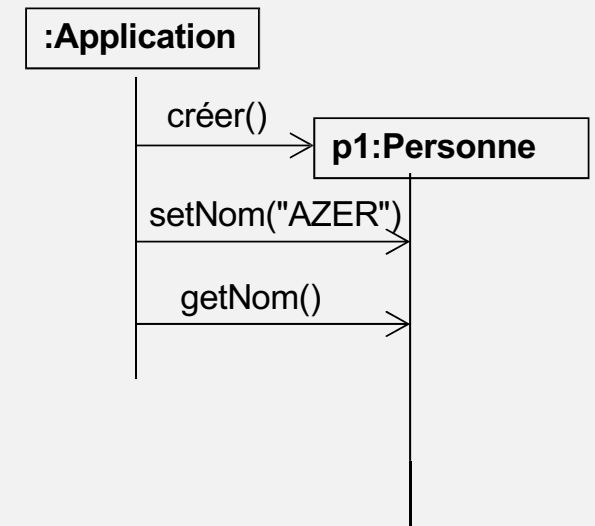 :Application
créer()
p1:Personne
setNom("AZER")
getNom()